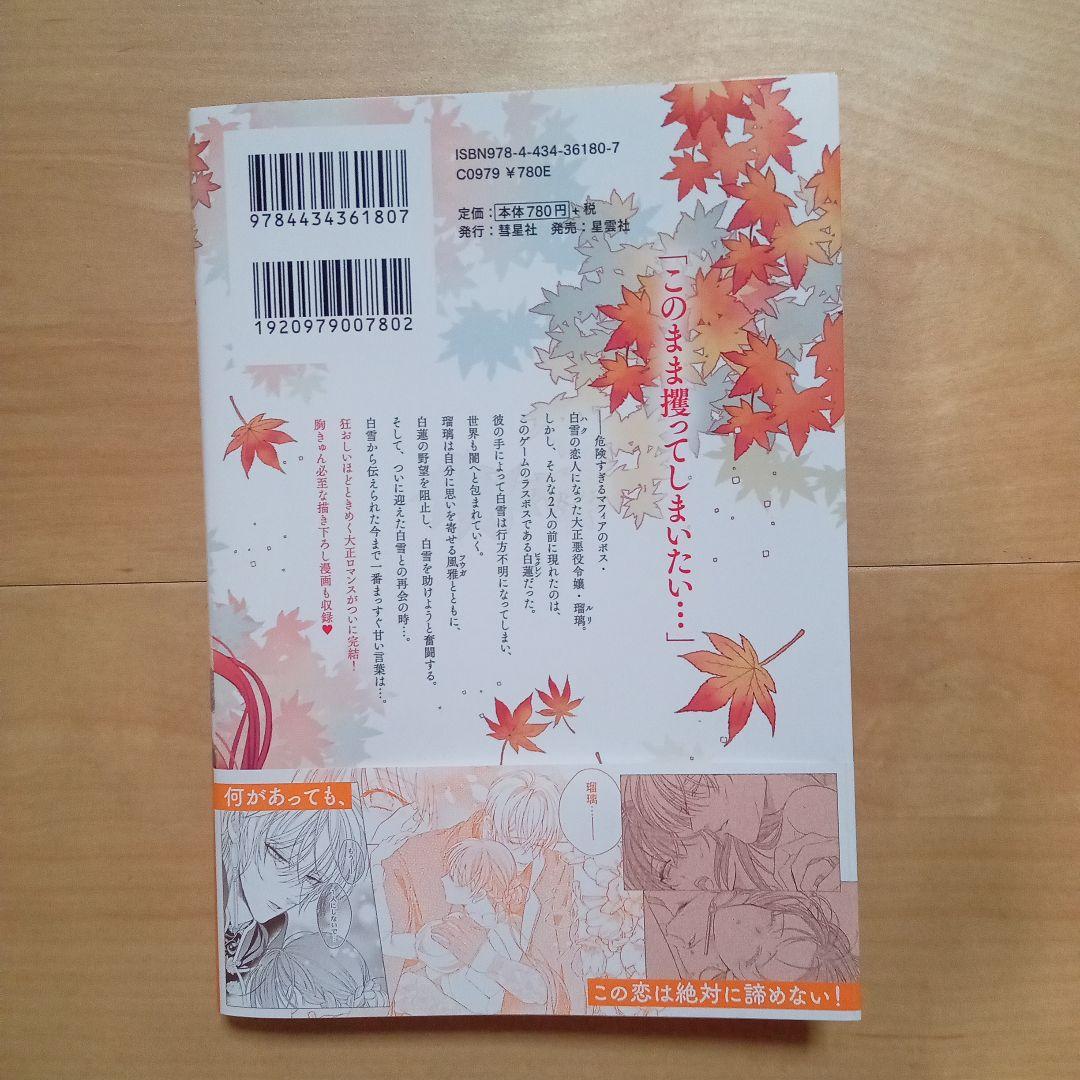 9784434361807
1920979007802
ISBN978-4-434-36180-7
C0979 ¥780E
定価：本体780円+税
発行：彗星社　発売：星雲社
「このまま攫ってしまいたい…」
――危険すぎるマフィアのボス・
白雪の恋人になった大正悪役令嬢・瑠璃。
ハク
ルリ
しかし、そんな2人の前に現れたのは、
このゲームのラスボスである白蓮だった。
ビャクレン
彼の手によって白雪は行方不明になってしまい、
世界も闇へと包まれていく。
瑠璃は自分に思いを寄せる風雅とともに、
フウガ
白蓮の野望を阻止し、白雪を助けようと奮闘する。
そして、ついに迎えた白雪との再会の時…。
白雪から伝えられた今まで一番まっすぐ甘い言葉は…。
狂おしいほどときめく大正ロマンスがついに完結！
胸きゅん必至な描き下ろし漫画も収録♥
何があっても、
瑠璃……
この恋は絶対に諦めない！